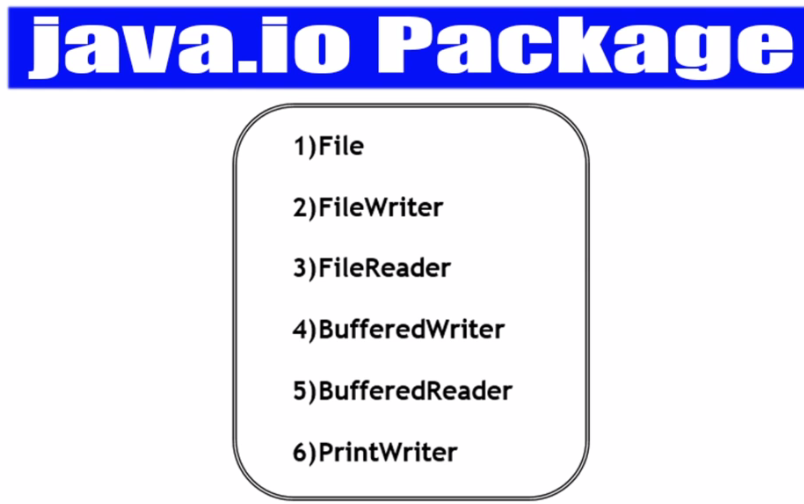 java.io Package
1)File
2)FileWriter
3)FileReader
4)BufferedWriter
5)BufferedReader
6)PrintWriter